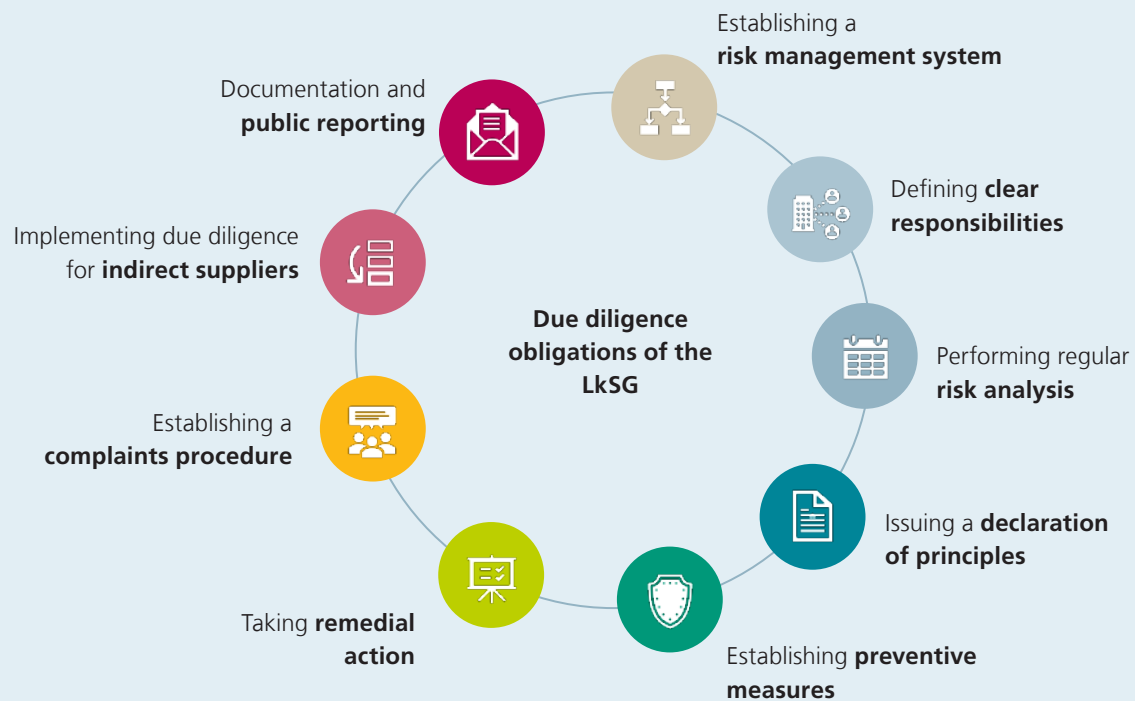 Establishing a
risk management system
Defining clear
responsibilities
Performing regular
risk analysis
Issuing a declaration
of principles
Establishing preventive
measures
Taking remedial
action
Establishing a
complaints procedure
Implementing due diligence
for indirect suppliers
Documentation and
public reporting
Due diligence
obligations of the
LkSG